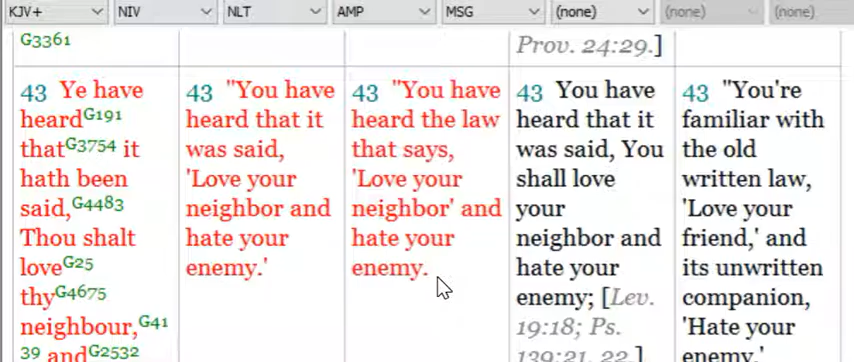 KJV+ NIV NLT AMP MSG (none) (none) (none)
G3361
Prov. 24:29.]
43 Ye have
heardG191
thatG3754 it
hath been
said,G4483
Thou shalt
loveG25
thyG4675
neighbour,G41
39 andG2532
43 "You have
heard that it
was said,
'Love your
neighbor and
hate your
enemy.'
43 "You have
heard the law
that says,
'Love your
neighbor' and
hate your
enemy.
43 You have
heard that it
was said, You
shall love
your
neighbor and
hate your
enemy; [Lev.
19:18; Ps.
139:21, 22.]
43 "You're
familiar with
the old
written law,
'Love your
friend,' and
its unwritten
companion,
'Hate your
enemy.'